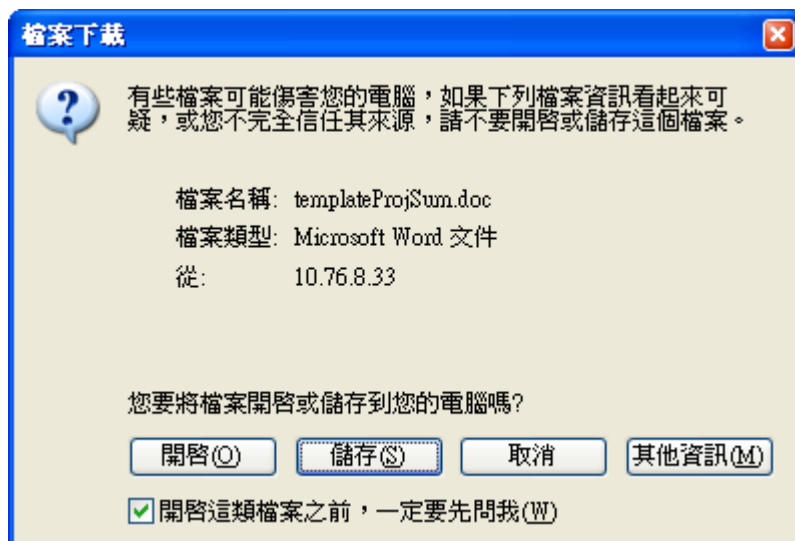 檔案下載
有些檔案可能傷害您的電腦，如果下列檔案資訊看起來可
疑，或您不完全信任其來源，請不要開啟或儲存這個檔案。
檔案名稱: templateProjSum.doc
檔案類型: Microsoft Word 文件
從: 10.76.8.33
您要將檔案開啟或儲存到您的電腦嗎?
開啟(O) 儲存(S) 取消 其他資訊(M)
開啟這類檔案之前，一定要先問我(W)